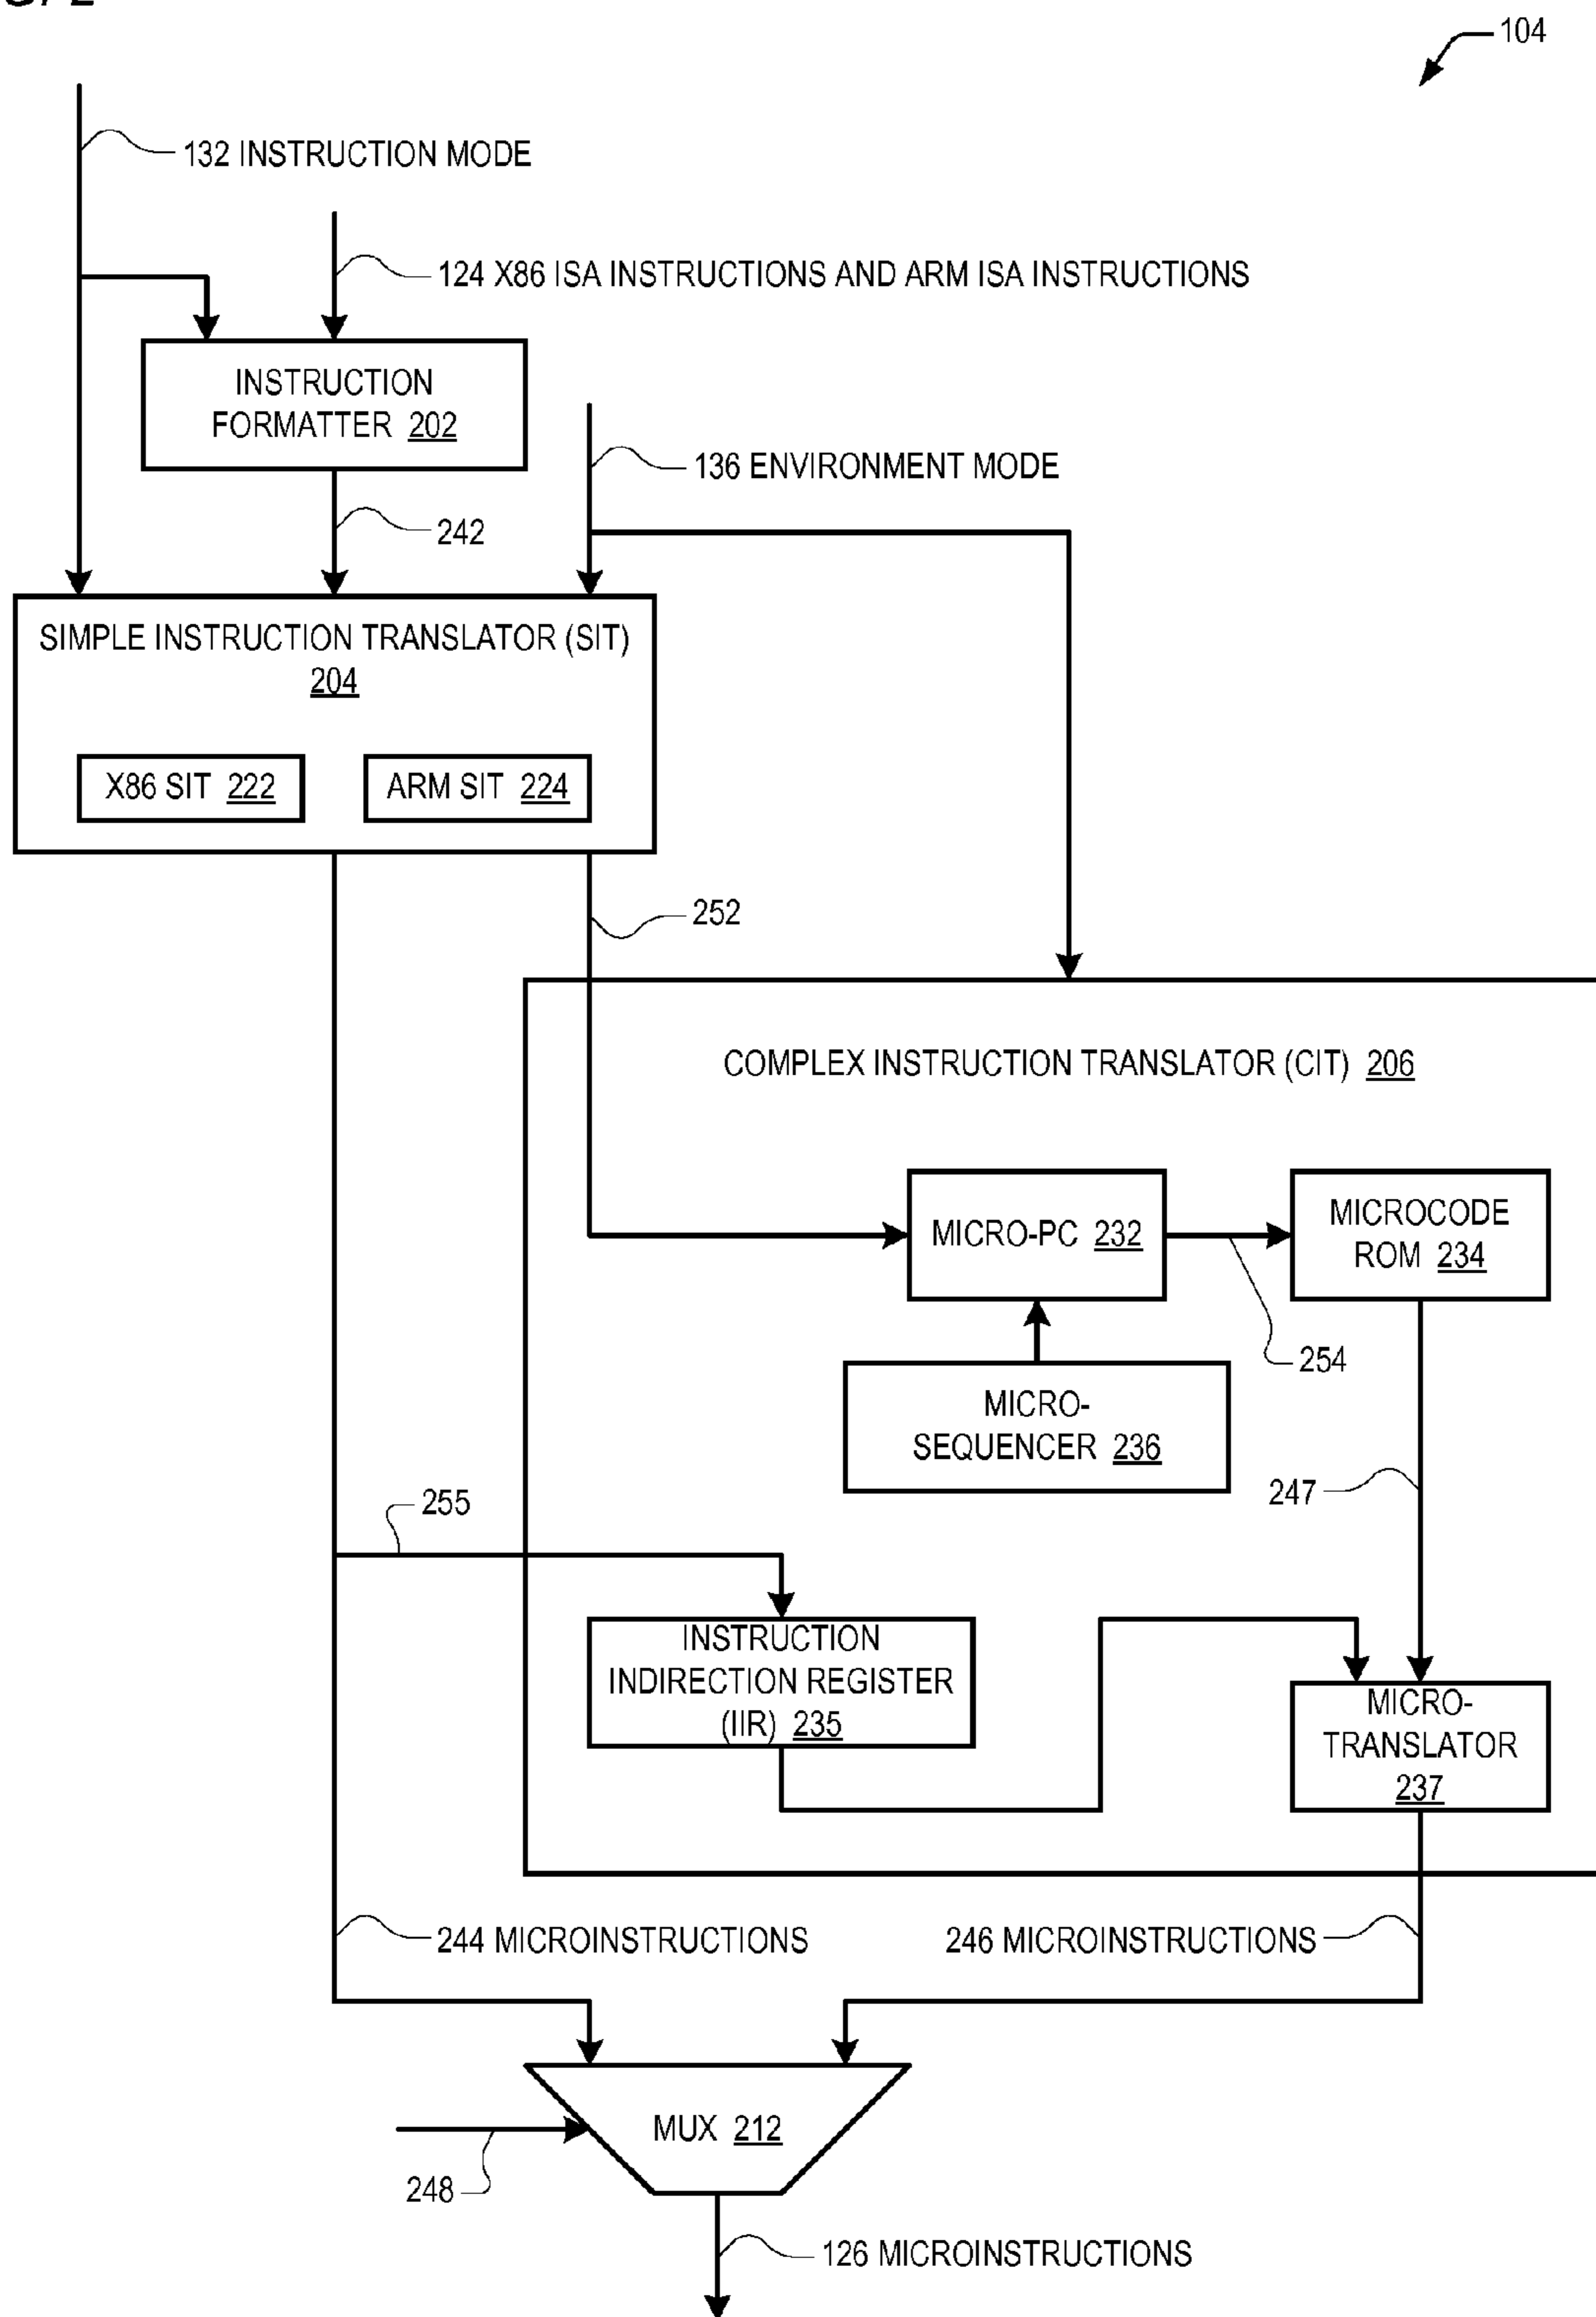 104
132 INSTRUCTION MODE
124 X86 ISA INSTRUCTIONS AND ARM ISA INSTRUCTIONS
INSTRUCTION
FORMATTER 202
136 ENVIRONMENT MODE
242
SIMPLE INSTRUCTION TRANSLATOR (SIT)
204
X86 SIT 222
ARM SIT 224
252
COMPLEX INSTRUCTION TRANSLATOR (CIT) 206
MICRO-PC 232
MICROCODE
ROM 234
254
MICRO-
SEQUENCER 236
247
255
INSTRUCTION
INDIRECTION REGISTER
(IIR) 235
MICRO-
TRANSLATOR
237
244 MICROINSTRUCTIONS
246 MICROINSTRUCTIONS
MUX 212
248
126 MICROINSTRUCTIONS